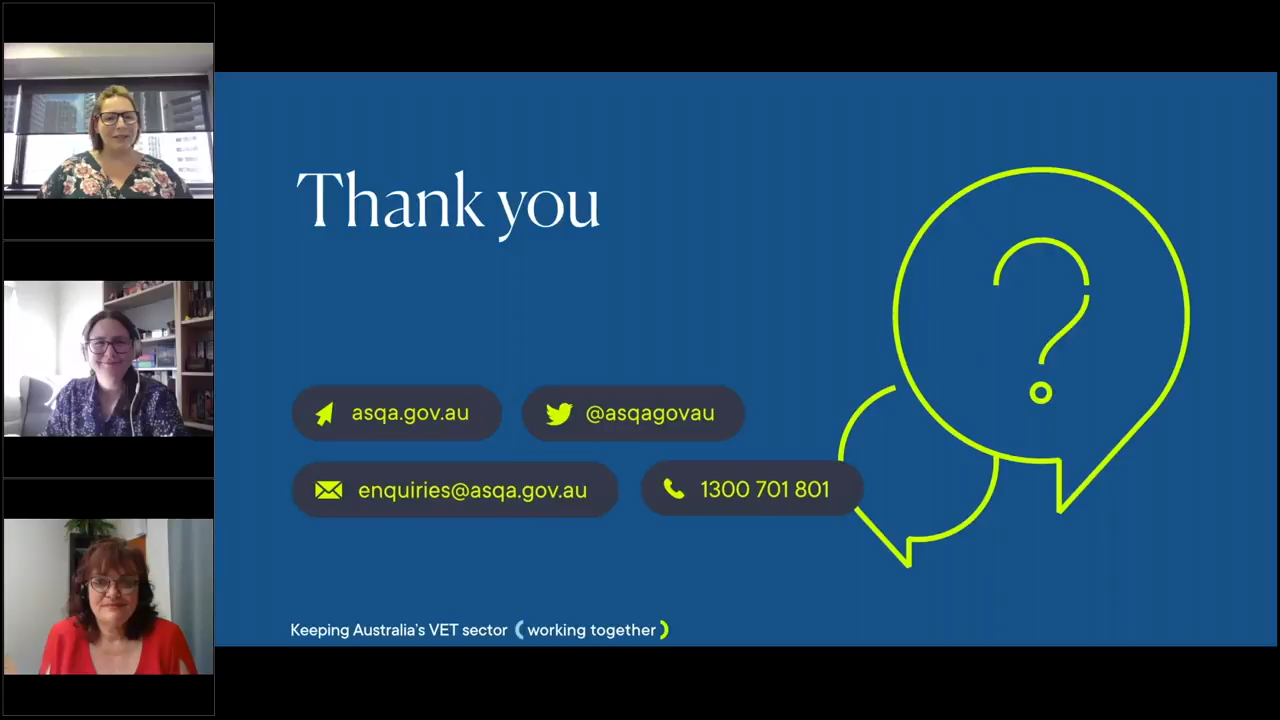 Thank you
asqa.gov.au
@asqagovau
enquiries@asqa.gov.au
1300 701 801
Keeping Australia's VET sector (working together)